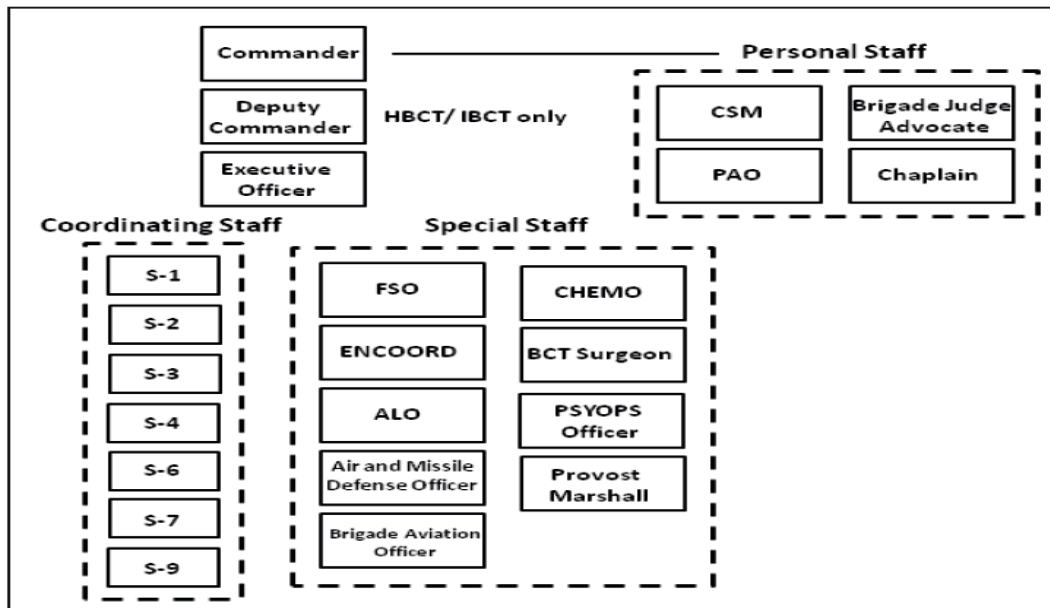 Commander
Personal Staff
Deputy
Commander
HBCT/ IBCT only
Executive
Officer
CSM
Brigade Judge
Advocate
PAO
Chaplain
Coordinating Staff
S-1
S-2
S-3
S-4
S-6
S-7
S-9
Special Staff
FSO
CHEMO
ENCOORD
BCT Surgeon
ALO
PSYOPS
Officer
Air and Missile
Defense Officer
Provost
Marshall
Brigade Aviation
Officer